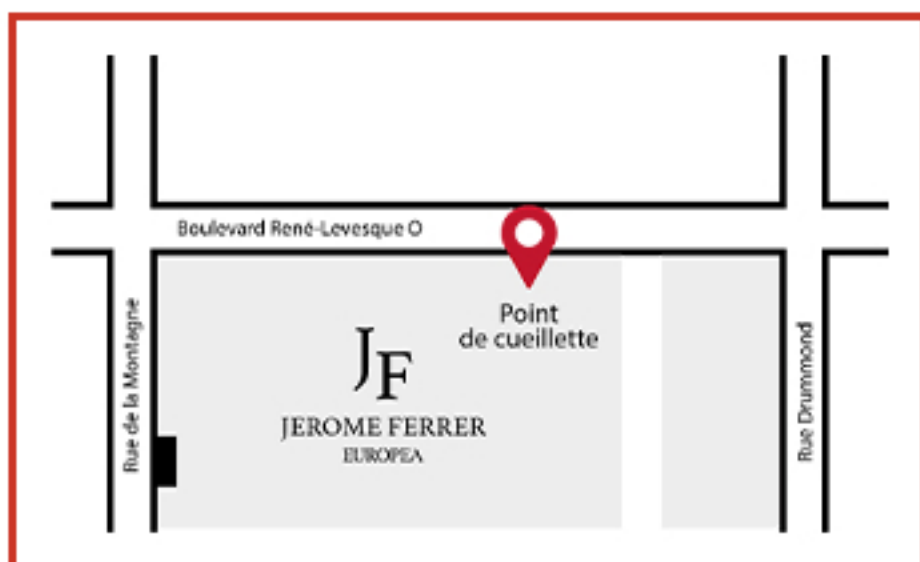 Boulevard René-Levesque O
Point
de cueillette
Rue de la Montagne
JF
JEROME FERRER
EUROPEA
Rue Drummond